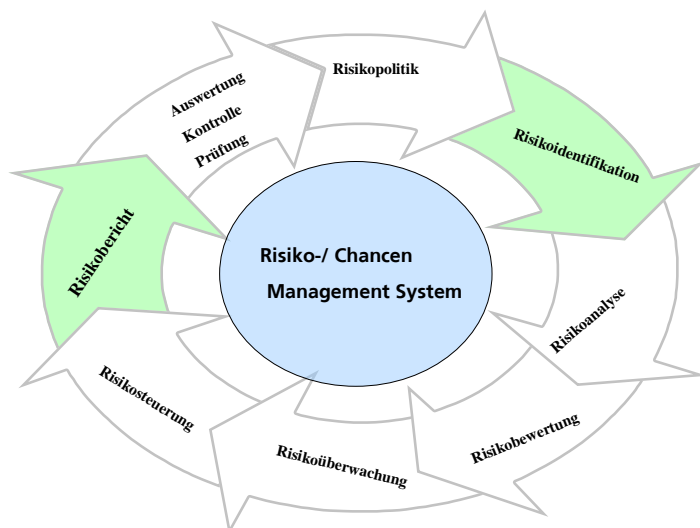 Risikopolitik
Risikoidentifikation
Risikoanalyse
Risikobewertung
Risikoüberwachung
Risikosteuerung
Risikobericht
Auswertung
Kontrolle
Prüfung
Risiko-/ Chancen
Management System